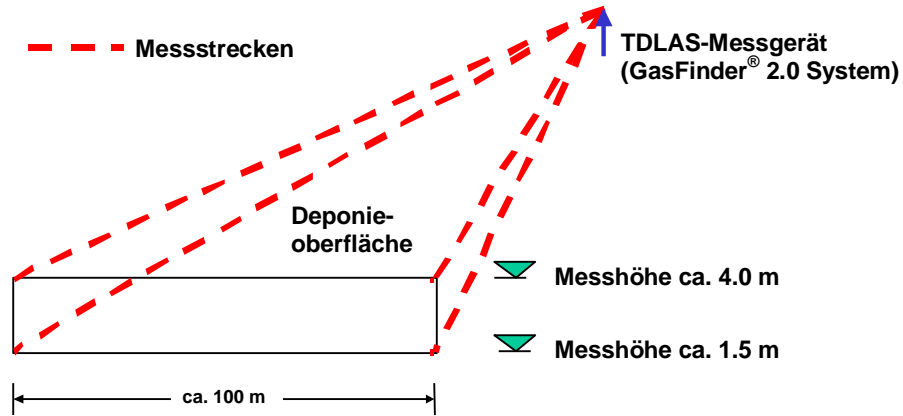 Messstrecken
TDLAS-Messgerät
(GasFinder® 2.0 System)
Deponie-
oberfläche
Messhöhe ca. 4.0 m
Messhöhe ca. 1.5 m
ca. 100 m